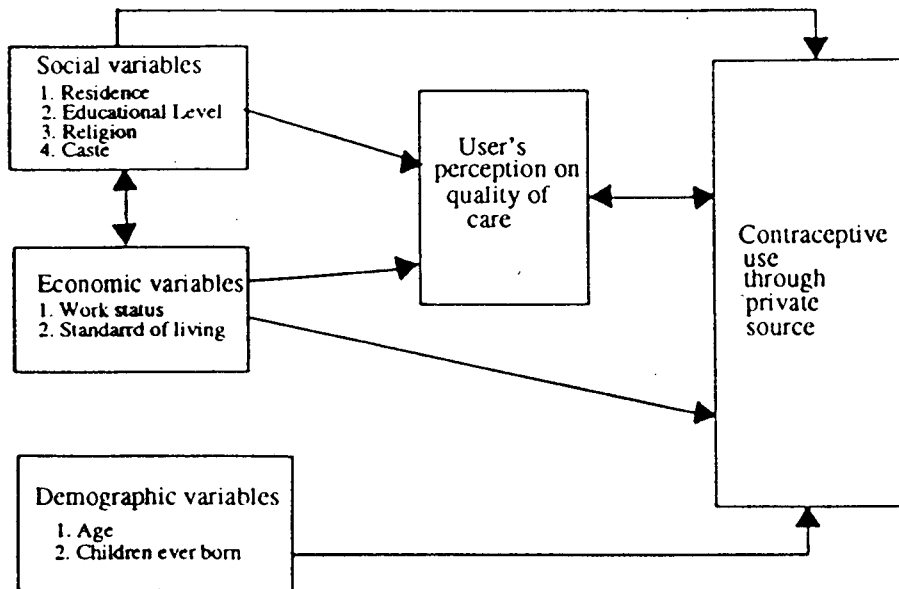 Social variables
1. Residence
2. Educational Level
3. Religion
4. Caste
User's
perception on
quality of
care
Contraceptive
use
through
private
source
Economic variables
1. Work status
2. Standarrd of living
Demographic variables
1. Age
2. Children ever born